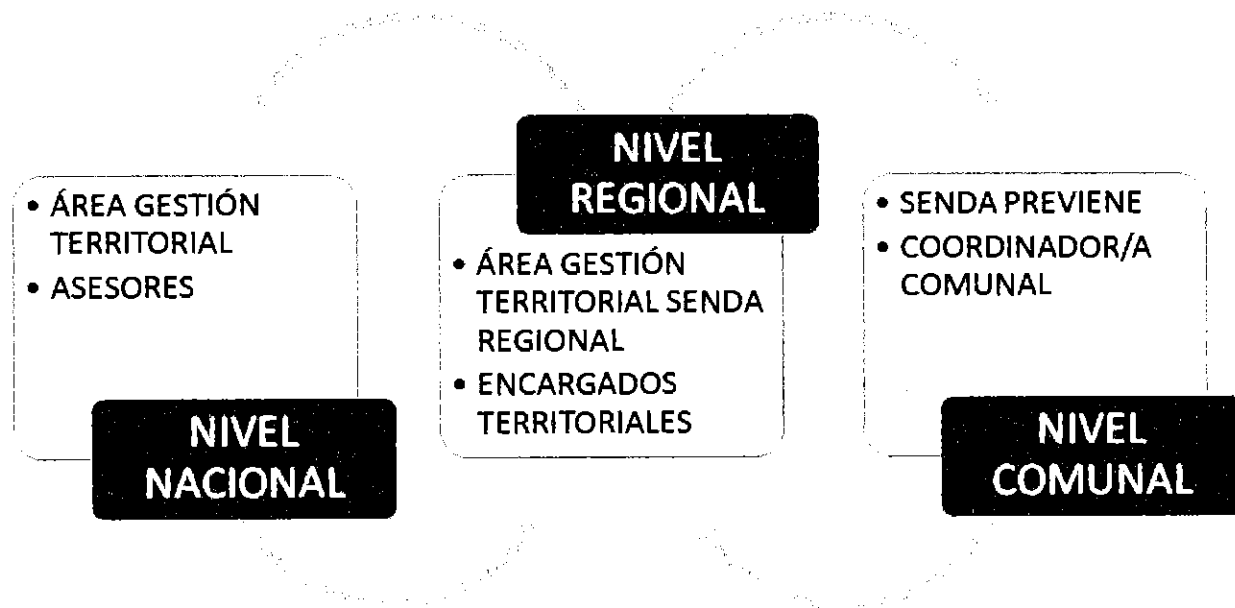 • ÁREA GESTIÓN
TERRITORIAL
• ASESORES
NIVEL
NACIONAL
NIVEL
REGIONAL
• ÁREA GESTIÓN
TERRITORIAL SENDA
REGIONAL
• ENCARGADOS
TERRITORIALES
• SENDA PREVIENE
• COORDINADOR/A
COMUNAL
NIVEL
COMUNAL